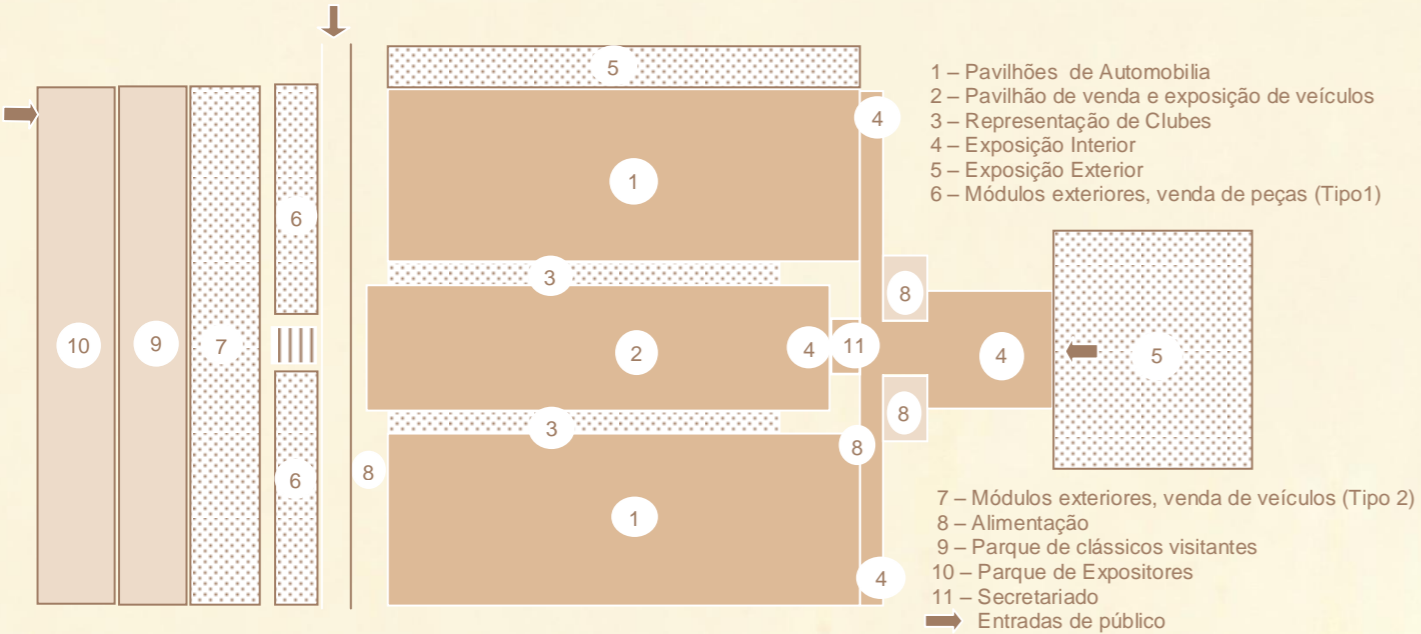 5
1 – Pavilhões de Automobilia
2 – Pavilhão de venda e exposição de veículos
3 – Representação de Clubes
4 – Exposição Interior
5 – Exposição Exterior
6 – Módulos exteriores, venda de peças (Tipo1)
4
1
6
3
8
10
9
7
2
4
11
4
5
8
3
8
8
6
1
4
7 – Módulos exteriores, venda de veículos (Tipo 2)
8 – Alimentação
9 – Parque de clássicos visitantes
10 – Parque de Expositores
11 – Secretariado
Entradas de público